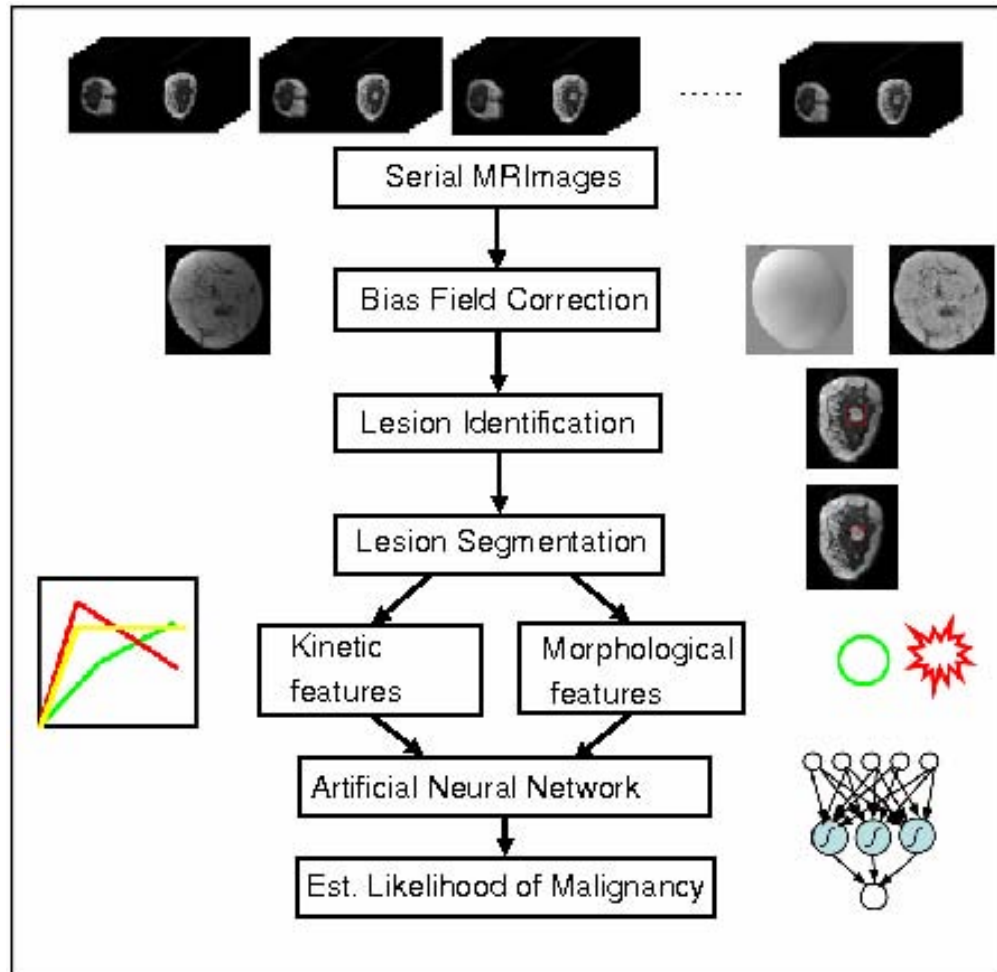 Serial MRImages
Bias Field Correction
Lesion Identification
Lesion Segmentation
Kinetic
features
Morphological
features
Artificial Neural Network
Est. Likelihood of Malignancy